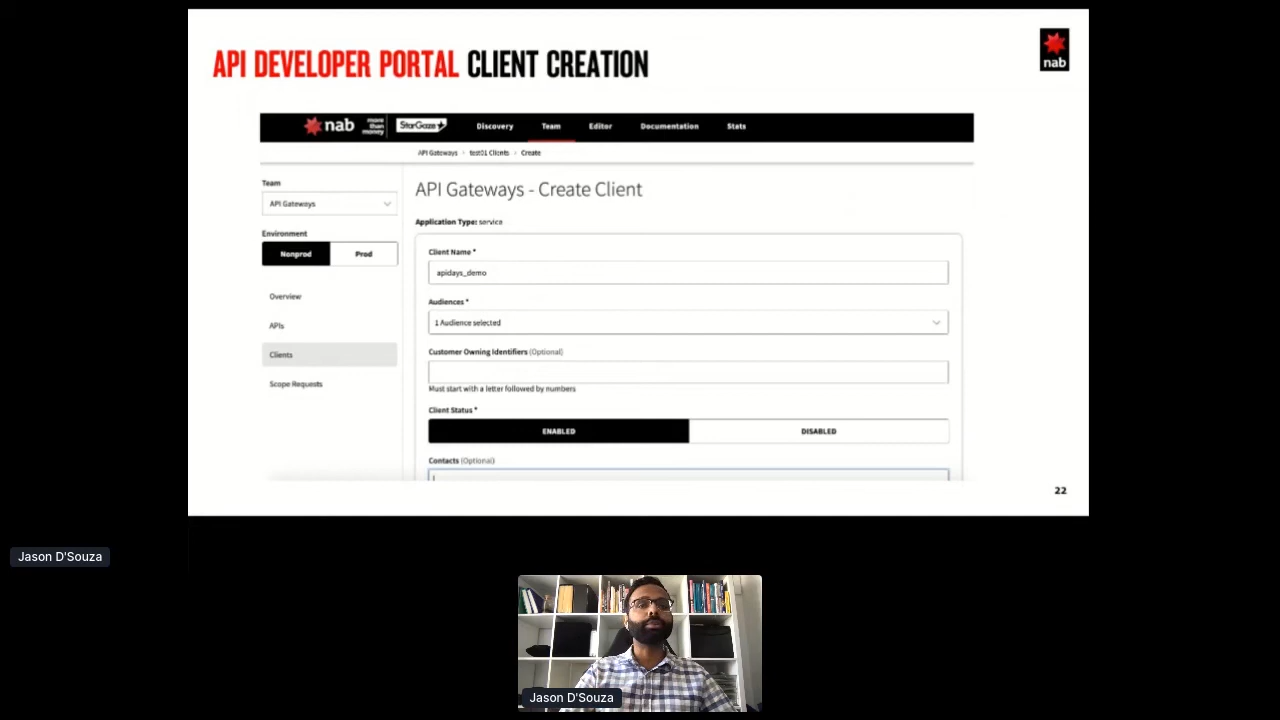 API DEVELOPER PORTAL CLIENT CREATION
nab
nab more than money StarGaze Discovery Team Editor Documentation Stats
API Gateways › test01 Clients › Create
Team
API Gateways
Environment
Nonprod Prod
Overview
APIs
Clients
Scope Requests
API Gateways - Create Client
Application Type: service
Client Name *
apidays_demo
Audiences *
1 Audience selected
Customer Owning Identifiers (Optional)
Must start with a letter followed by numbers
Client Status *
ENABLED DISABLED
Contacts (Optional)
22
Jason D'Souza
Jason D'Souza